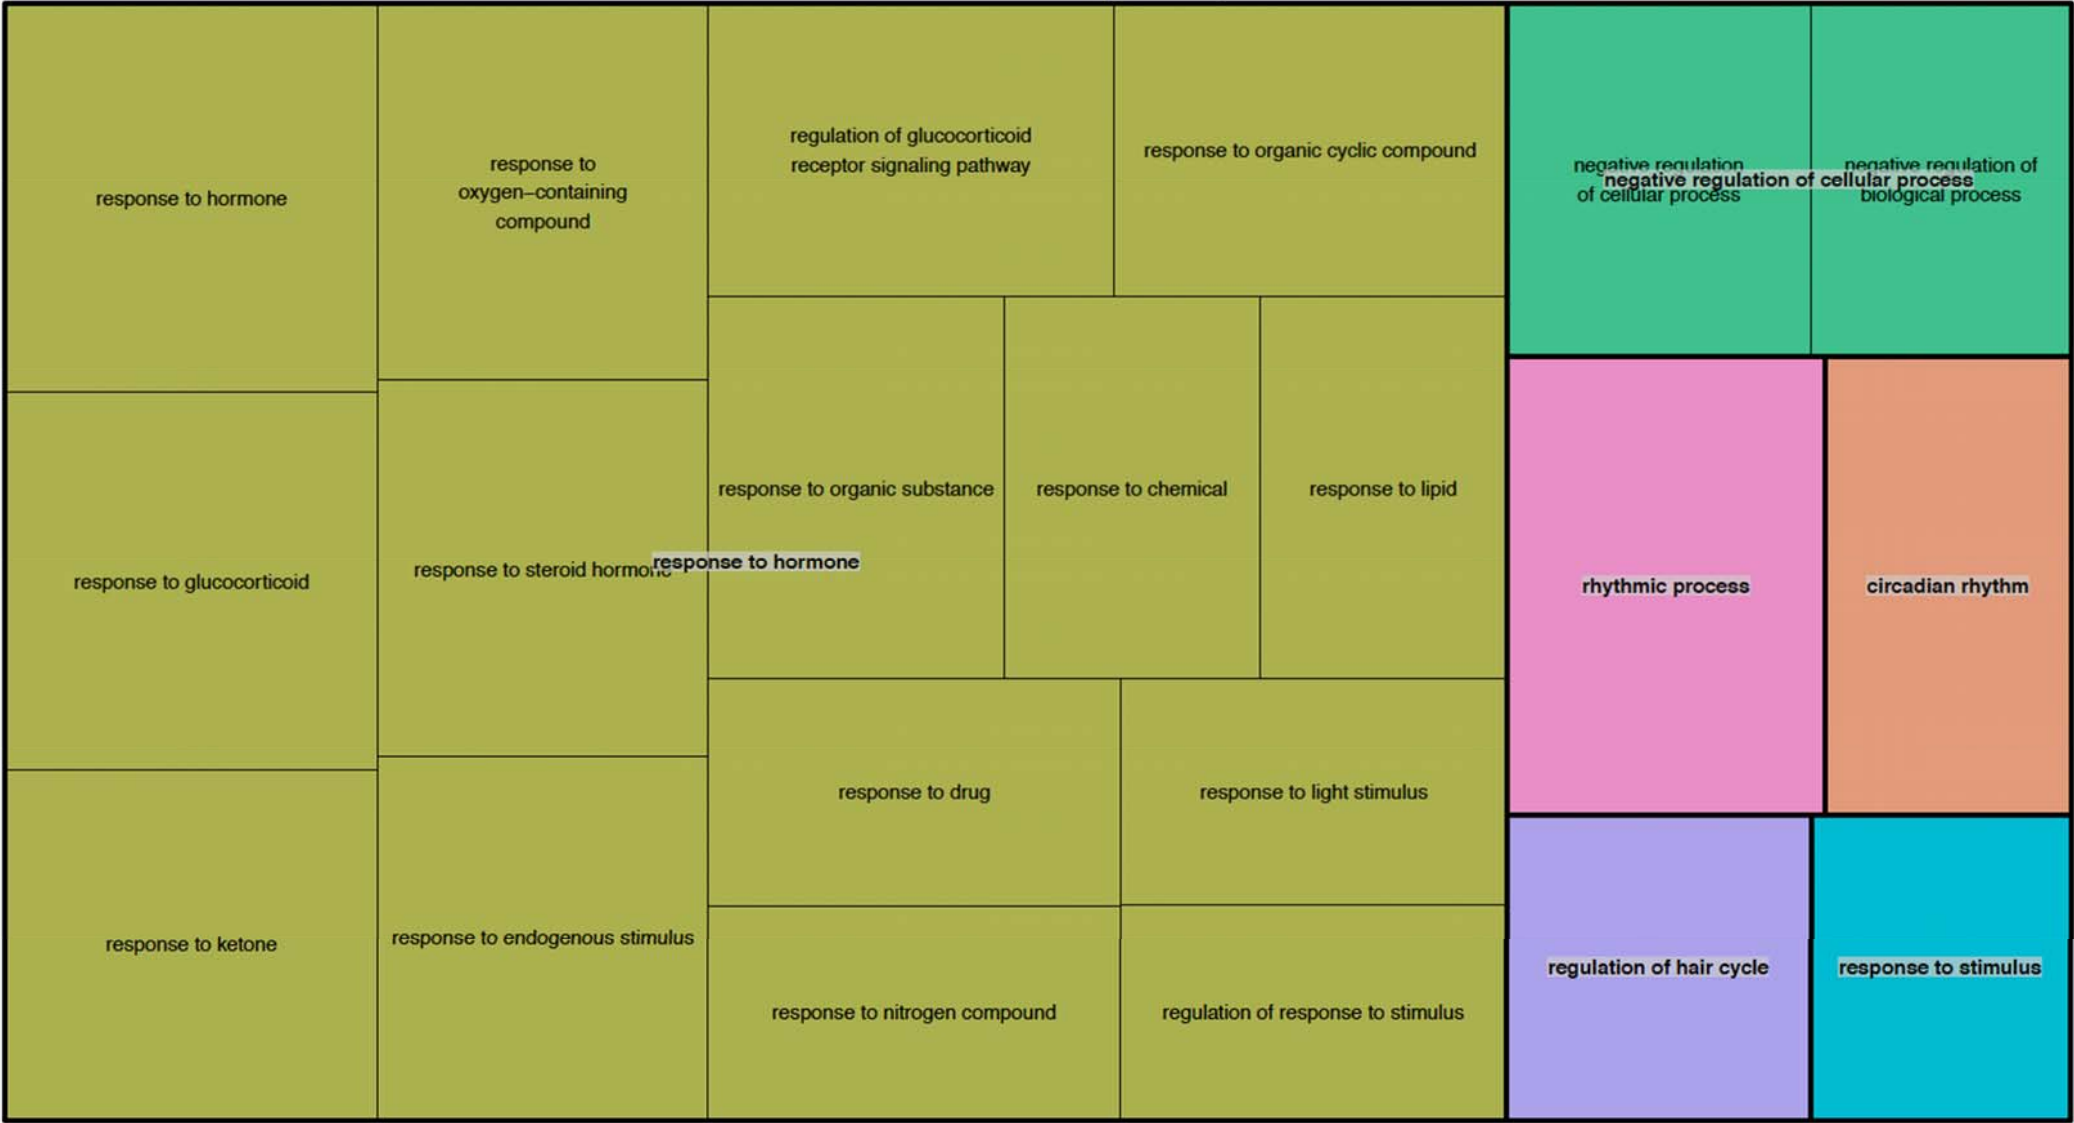 response to hormone
response to
oxygen−containing
compound
regulation of glucocorticoid
receptor signaling pathway
response to organic cyclic compound
negative regulation
of cellular process
negative regulation of
biological process
negative regulation of cellular process
response to glucocorticoid
response to steroid hormone
response to organic substance
response to chemical
response to lipid
response to hormone
rhythmic process
circadian rhythm
response to ketone
response to endogenous stimulus
response to drug
response to light stimulus
response to nitrogen compound
regulation of response to stimulus
regulation of hair cycle
response to stimulus